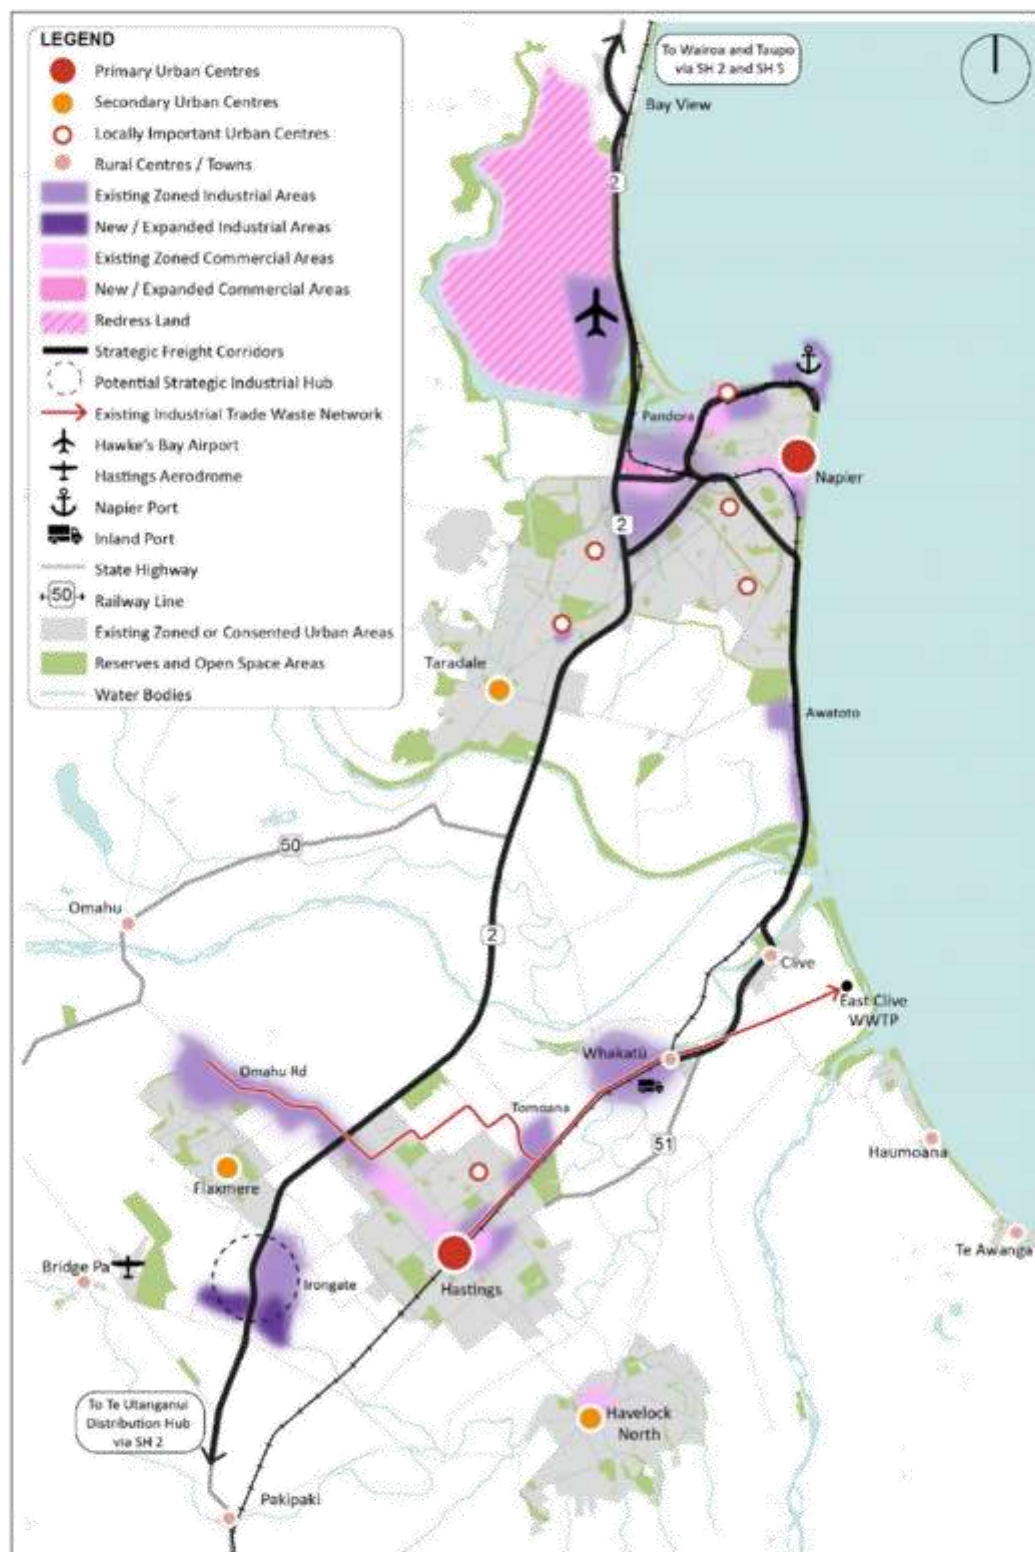 LEGEND
Primary Urban Centres
Secondary Urban Centres
Locally Important Urban Centres
Rural Centres / Towns
Existing Zoned Industrial Areas
New / Expanded Industrial Areas
Existing Zoned Commercial Areas
New / Expanded Commercial Areas
Redress Land
Strategic Freight Corridors
Potential Strategic Industrial Hub
Existing Industrial Trade Waste Network
Hawke's Bay Airport
Hastings Aerodrome
Napier Port
Inland Port
State Highway
50
Railway Line
Existing Zoned or Consented Urban Areas
Reserves and Open Space Areas
Water Bodies
To Wairoa and Taupo
via SH 2 and SH 5
Bay View
2
Pandora
Napier
2
Taradale
Awatoto
50
Omahu
2
Clive
East Clive
WWTP
Whakatū
Omahu Rd
Tomoana
51
Haumoana
Flaxmere
Te Awanga
Bridge Pa
Irongate
Hastings
To Te Utanganui
Distribution Hub
via SH 2
Havelock
North
Pakipaki